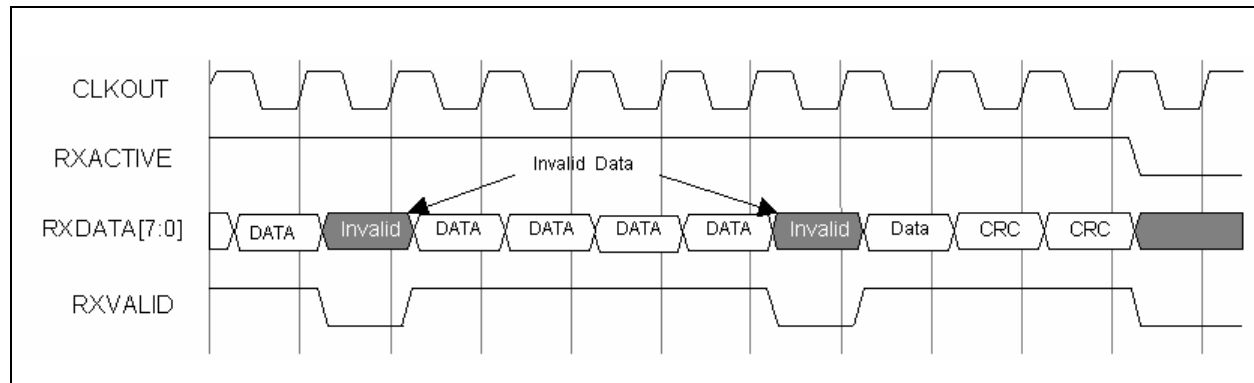 CLKOUT
RXACTIVE
Invalid Data
RXDATA[7:0] DATA Invalid DATA DATA DATA DATA Invalid Data CRC CRC
RXVALID